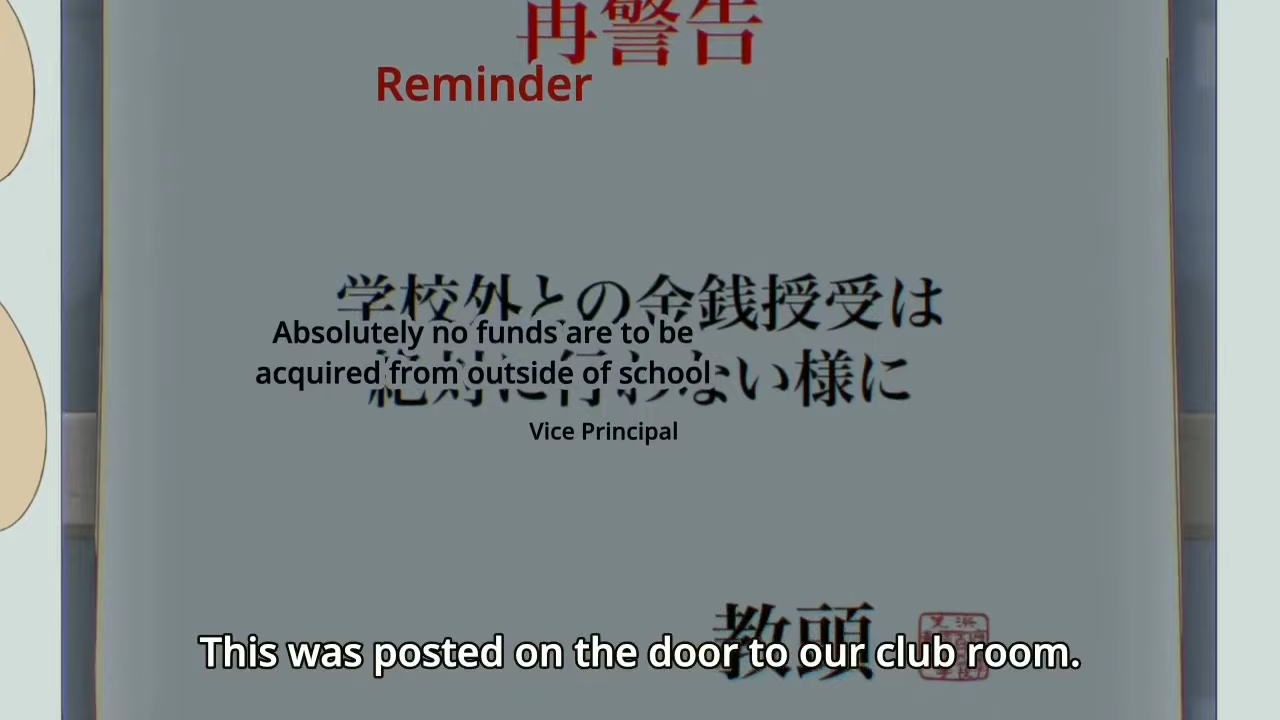 再警告
Reminder
学校外との金銭授受は
Absolutely no funds are to be
acquired from outside of school
絶対に行わない様に
Vice Principal
教頭
This was posted on the door to our club room.